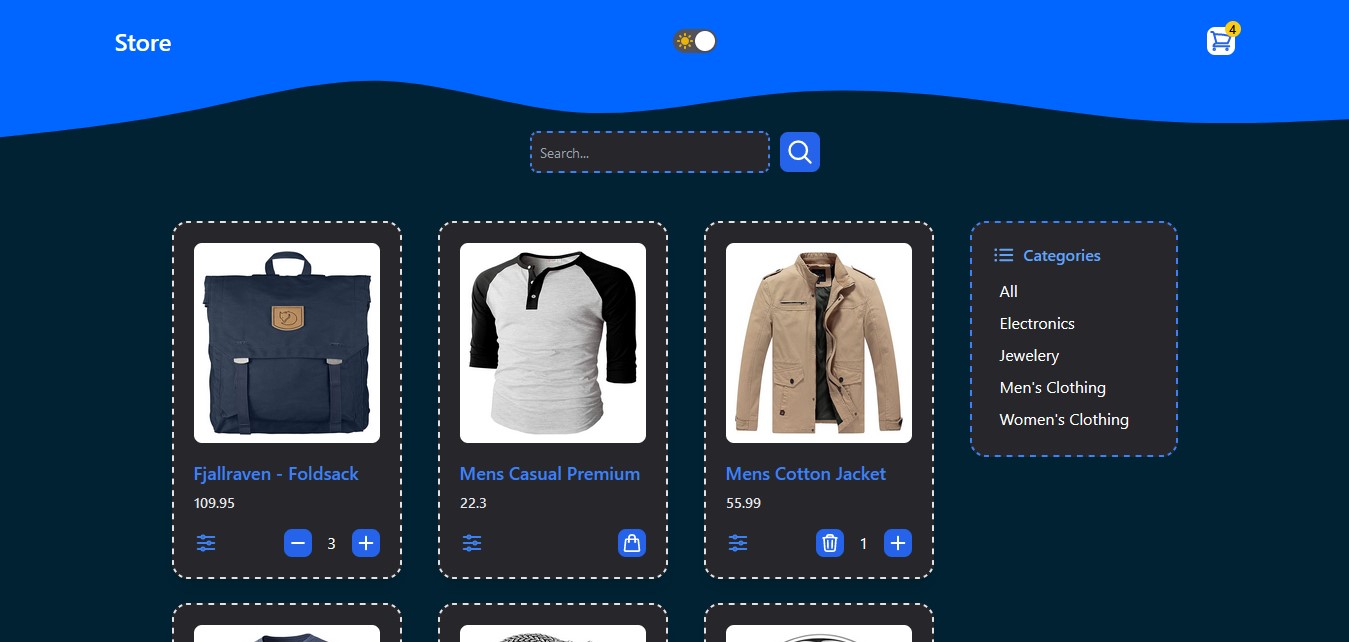 Store
4
Search...
Fjallraven - Foldsack
109.95
3
Mens Casual Premium
22.3
Mens Cotton Jacket
55.99
1
Categories
All
Electronics
Jewelery
Men's Clothing
Women's Clothing